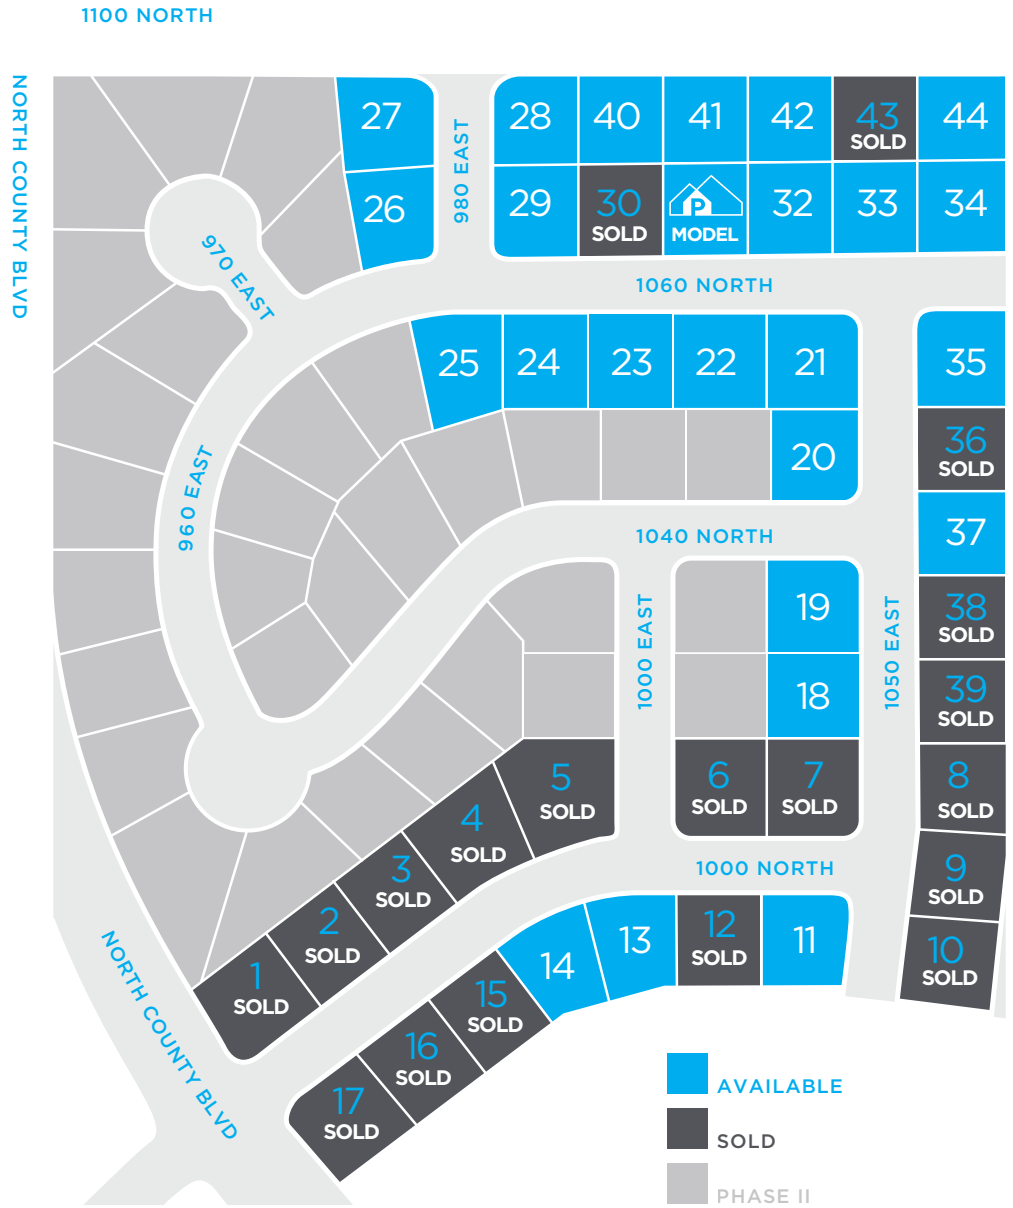 1100 NORTH
NORTH COUNTY BLVD
27
980 EAST
28
40
41
42
43
SOLD
44
26
29
30
SOLD
P
MODEL
32
33
34
970 EAST
1060 NORTH
25
24
23
22
21
35
20
36
SOLD
960 EAST
37
1040 NORTH
1000 EAST
19
1050 EAST
38
SOLD
18
39
SOLD
5
SOLD
6
SOLD
7
SOLD
8
SOLD
4
SOLD
3
SOLD
1000 NORTH
9
SOLD
2
SOLD
12
SOLD
11
13
14
10
SOLD
1
SOLD
15
SOLD
16
SOLD
17
SOLD
NORTH COUNTY BLVD
AVAILABLE
SOLD
PHASE II